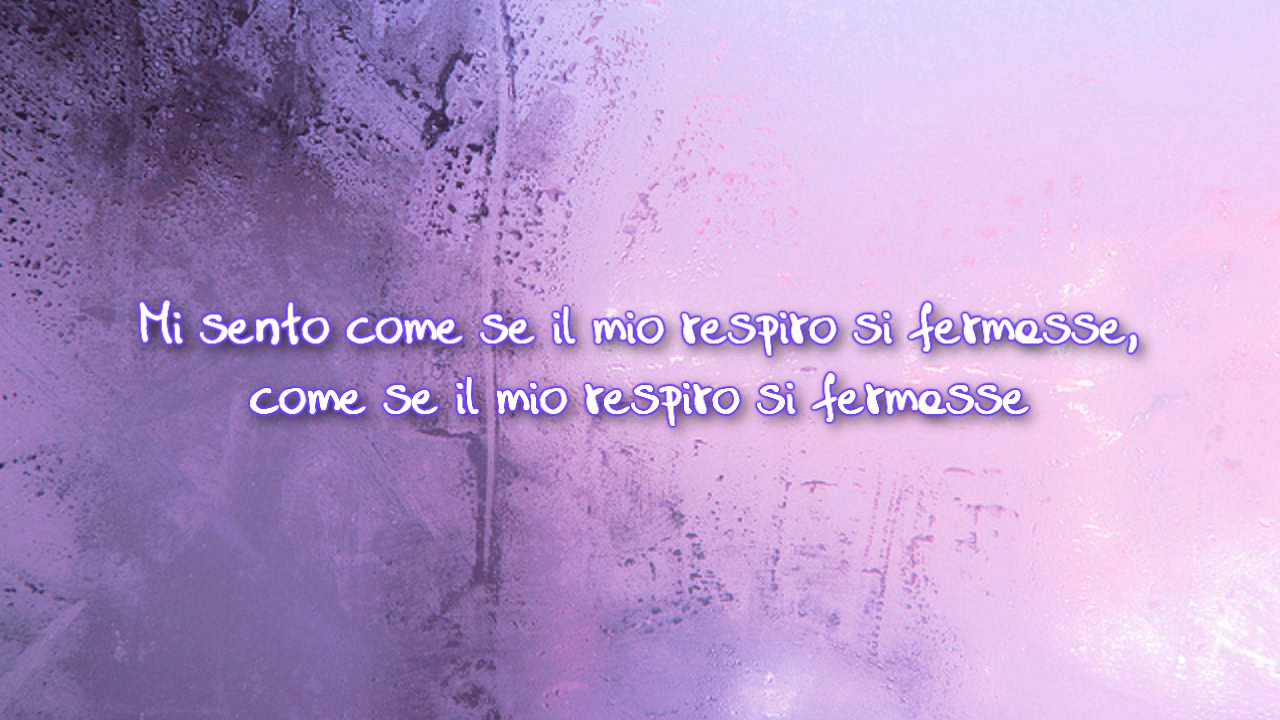 Mi sento come se il mio respiro si fermasse,
come se il mio respiro si fermasse